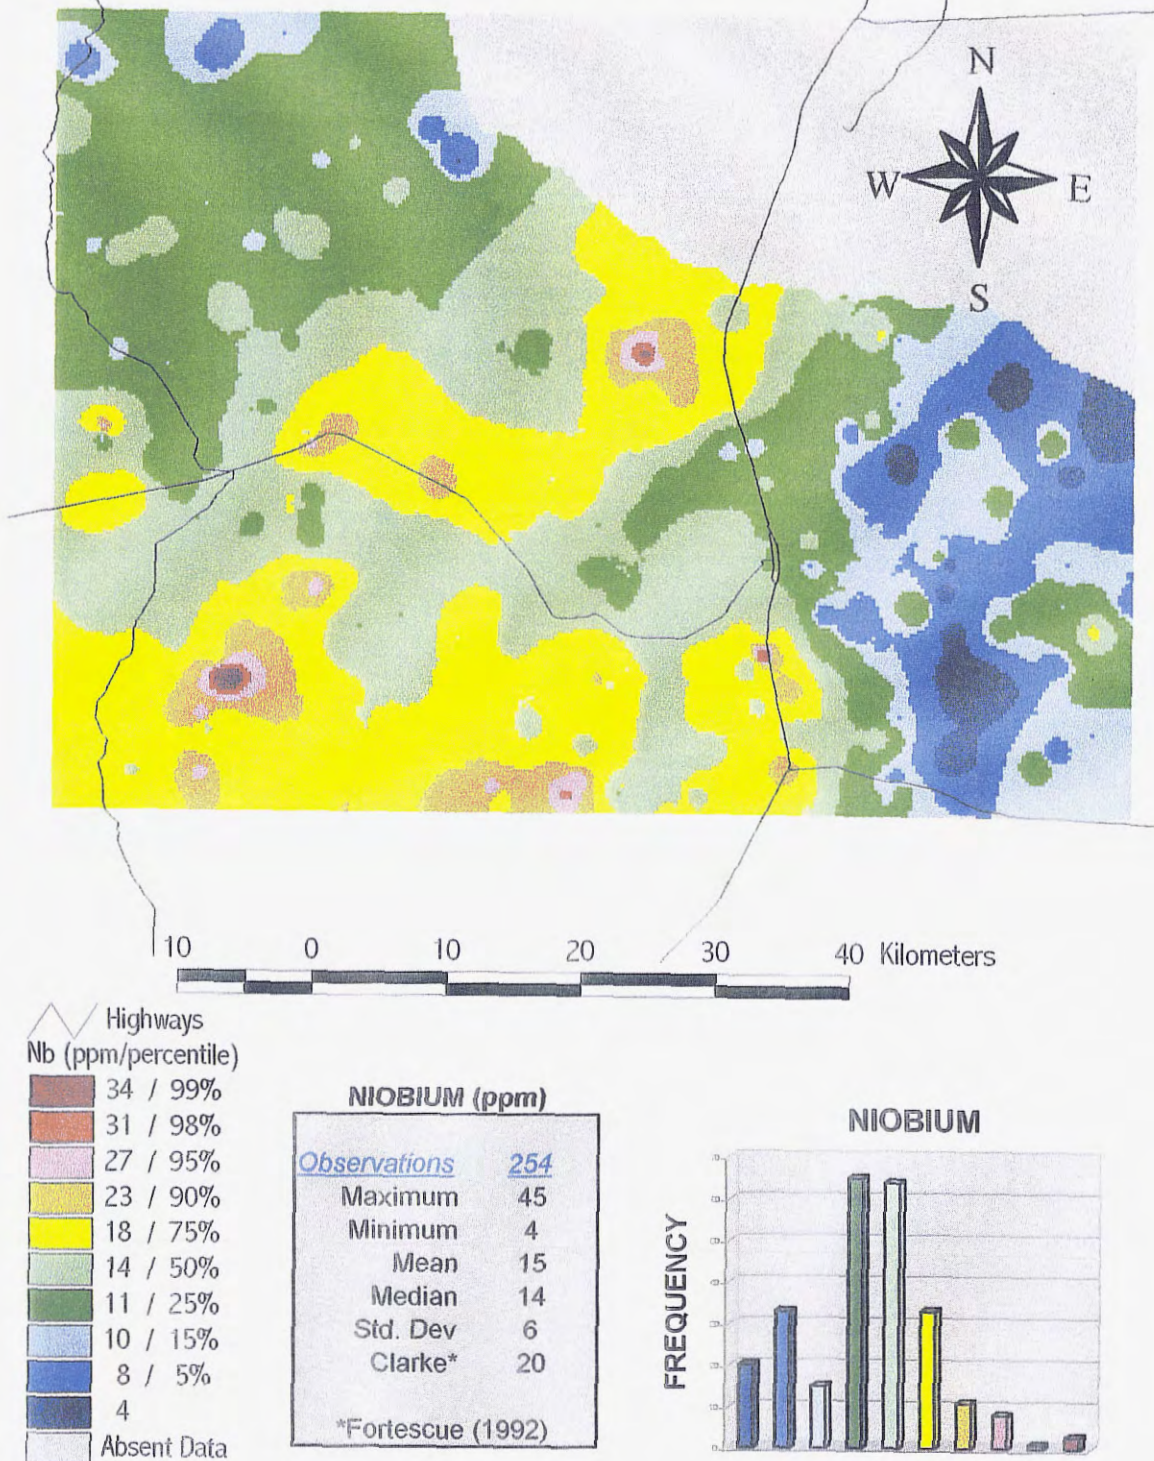 N
W E
S
10 0 10 20 30 40 Kilometers
Highways
Nb (ppm/percentile)
34 / 99%
31 / 98%
27 / 95%
23 / 90%
18 / 75%
14 / 50%
11 / 25%
10 / 15%
8 / 5%
4
Absent Data
NIOBIUM (ppm)
Observations 254
Maximum 45
Minimum 4
Mean 15
Median 14
Std. Dev 6
Clarke* 20
*Fortescue (1992)
NIOBIUM
FREQUENCY